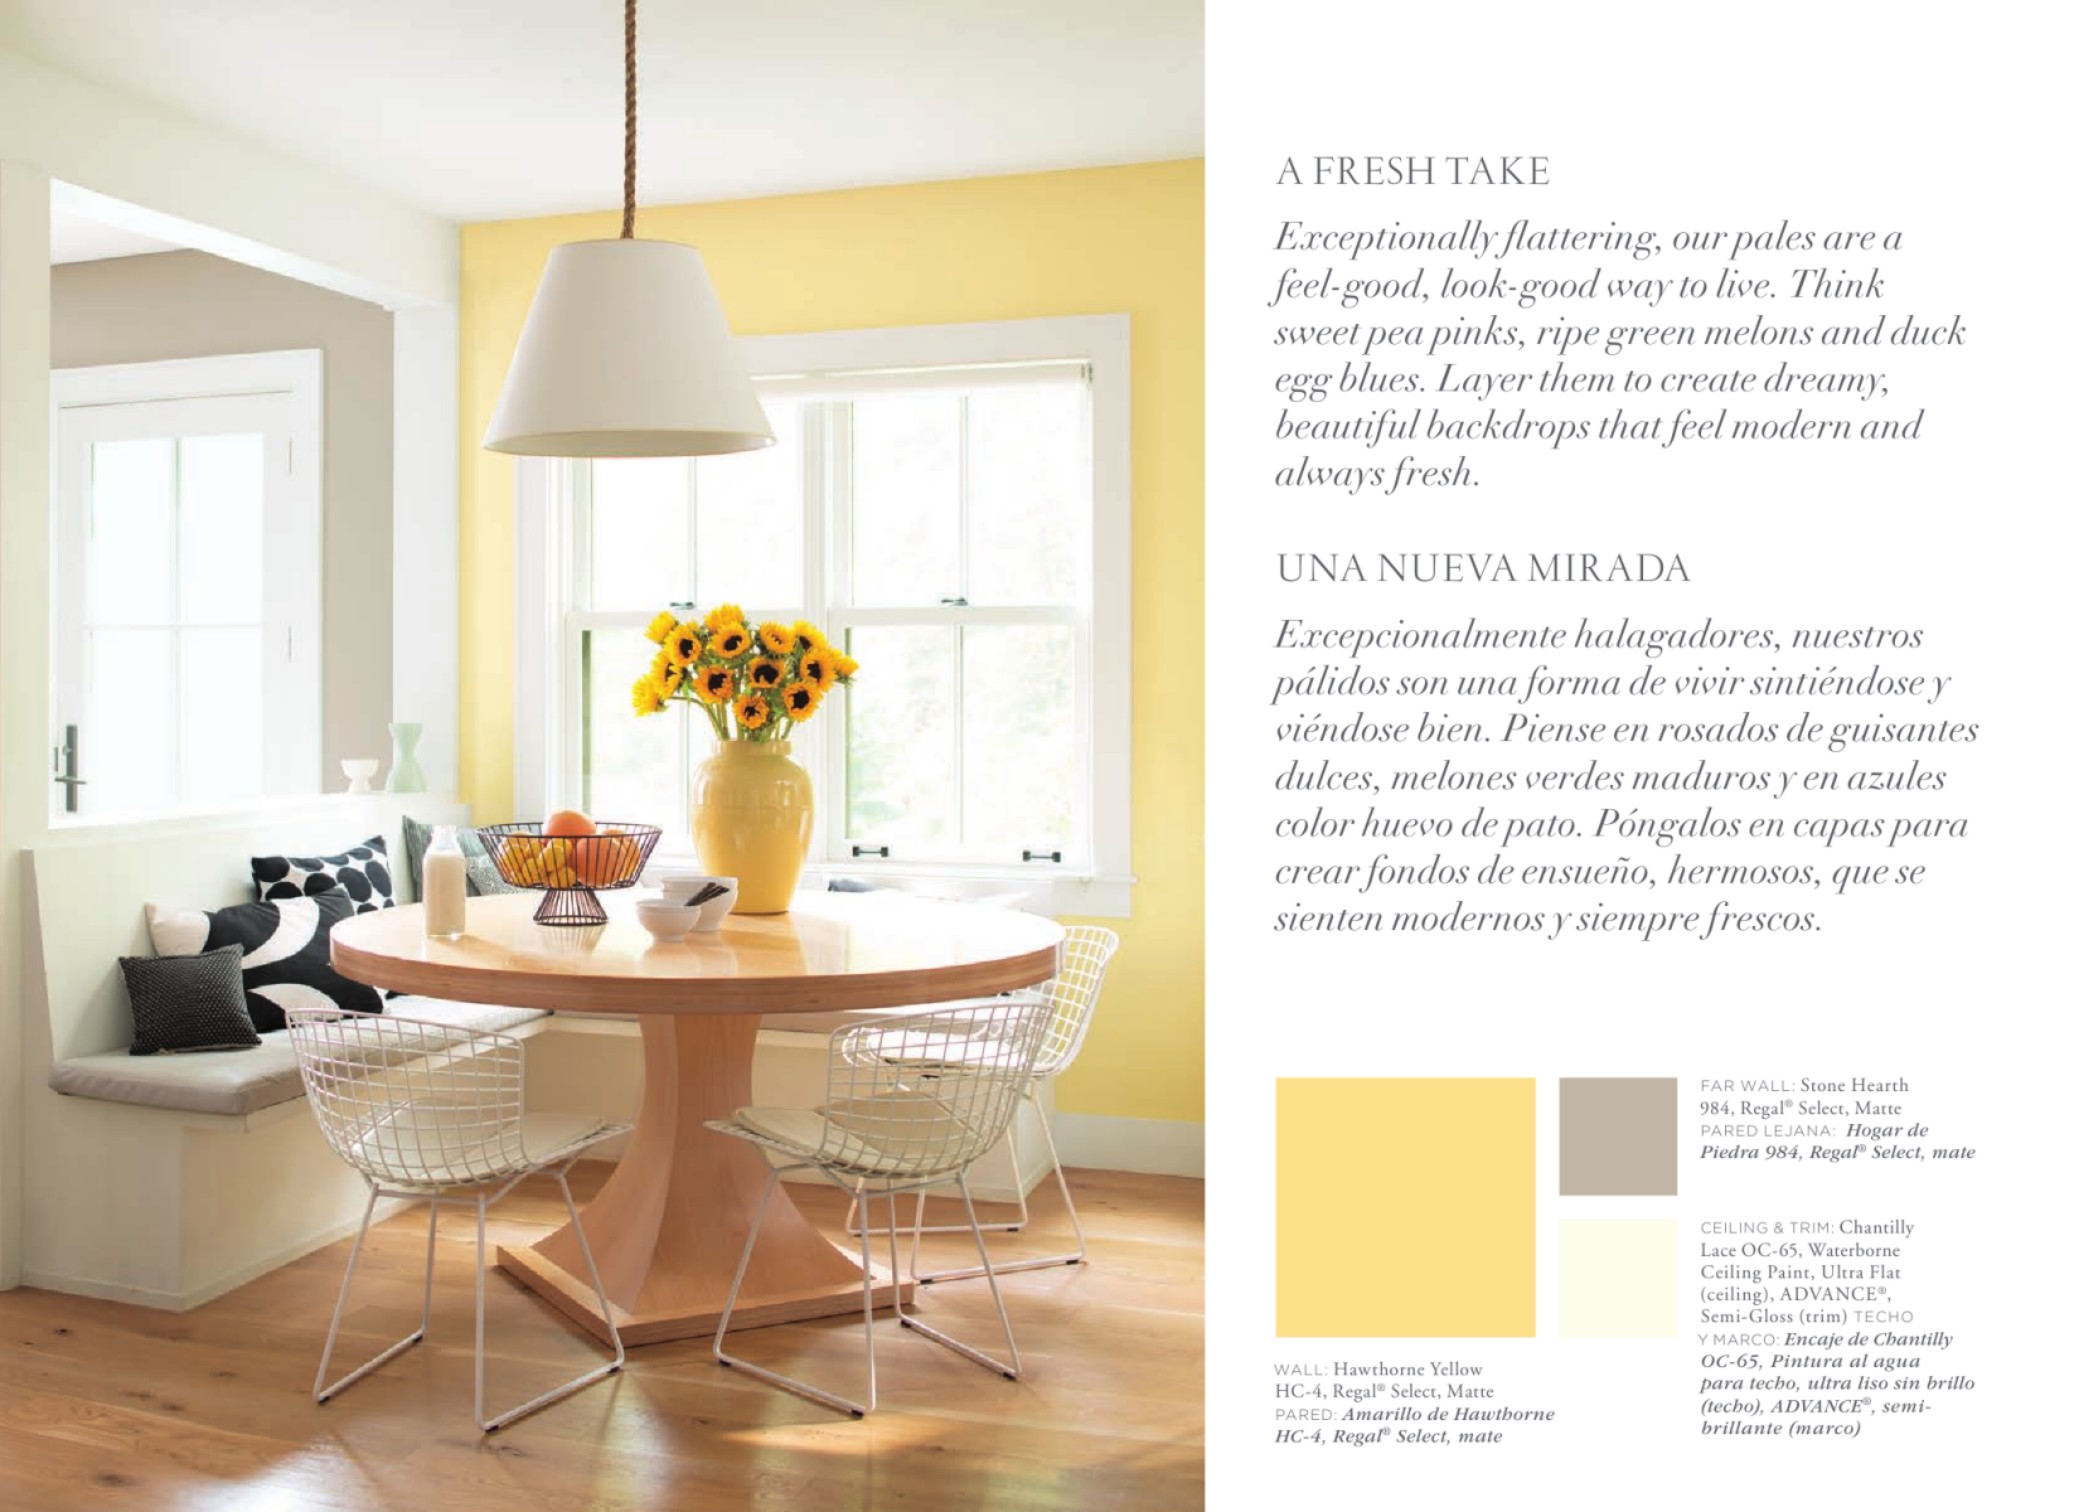 A FRESH TAKE
Exceptionally flattering, our pales are a
feel-good, look-good way to live. Think
sweet pea pinks, ripe green melons and duck
egg blues. Layer them to create dreamy,
beautiful backdrops that feel modern and
always fresh.
UNA NUEVA MIRADA
Excepcionalmente halagadores, nuestros
pálidos son una forma de vivir sintiéndose y
viéndose bien. Piense en rosados de guisantes
dulces, melones verdes maduros y en azules
color huevo de pato. Póngalos en capas para
crear fondos de ensueño, hermosos, que se
sienten modernos y siempre frescos.
WALL: Hawthorne Yellow
HC-4, Regal® Select, Matte
PARED: Amarillo de Hawthorne
HC-4, Regal® Select, mate
FAR WALL: Stone Hearth
984, Regal® Select, Matte
PARED LEJANA: Hogar de
Piedra 984, Regal® Select, mate
CEILING & TRIM: Chantilly
Lace OC-65, Waterborne
Ceiling Paint, Ultra Flat
(ceiling), ADVANCE®,
Semi-Gloss (trim) TECHO
Y MARCO: Encaje de Chantilly
OC-65, Pintura al agua
para techo, ultra liso sin brillo
(techo), ADVANCE®, semi-
brillante (marco)